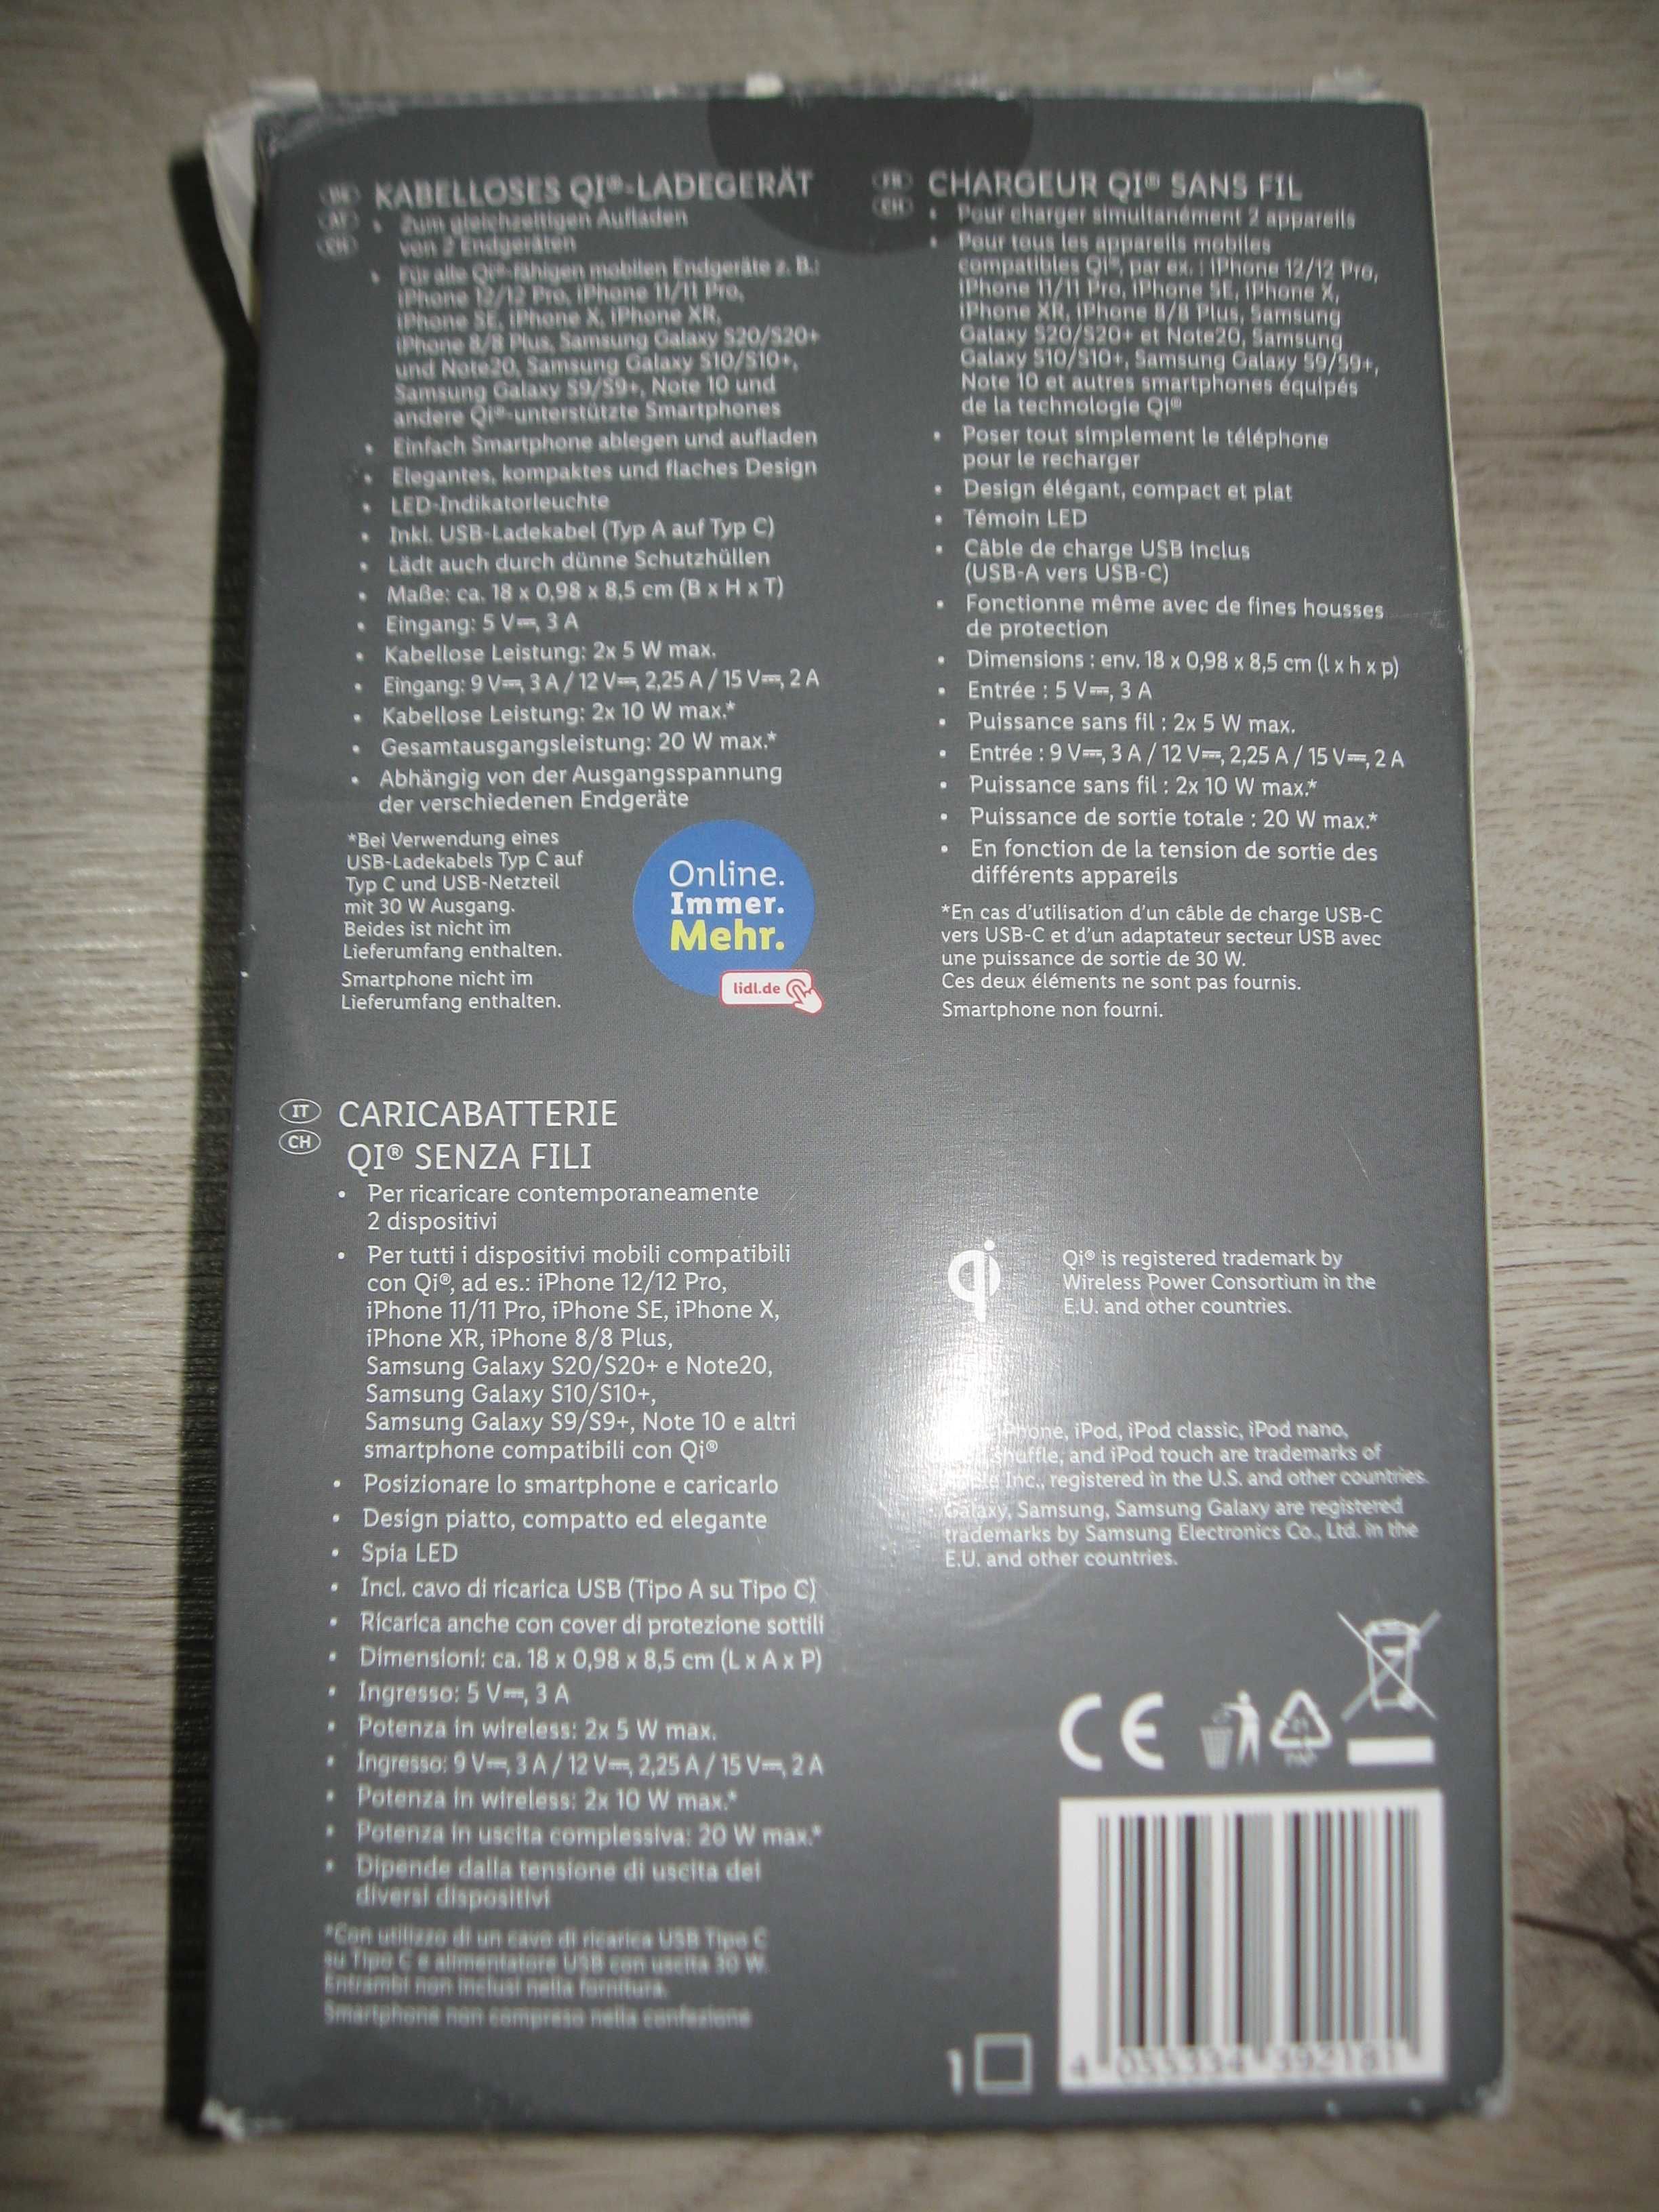 DE KABELLOSES QI®-LADEGERÄT
AT • Zum gleichzeitigen Aufladen
CH von 2 Endgeräten
• Für alle Qi®-fähigen mobilen Endgeräte z. B.:
iPhone 12/12 Pro, iPhone 11/11 Pro,
iPhone SE, iPhone X, iPhone XR,
iPhone 8/8 Plus, Samsung Galaxy S20/S20+
und Note20, Samsung Galaxy S10/S10+,
Samsung Galaxy S9/S9+, Note 10 und
andere Qi®-unterstützte Smartphones
• Einfach Smartphone ablegen und aufladen
• Elegantes, kompaktes und flaches Design
• LED-Indikatorleuchte
• Inkl. USB-Ladekabel (Typ A auf Typ C)
• Lädt auch durch dünne Schutzhüllen
• Maße: ca. 18 x 0,98 x 8,5 cm (B x H x T)
• Eingang: 5 V⎓, 3 A
• Kabellose Leistung: 2x 5 W max.
• Eingang: 9 V⎓, 3 A / 12 V⎓, 2,25 A / 15 V⎓, 2 A
• Kabellose Leistung: 2x 10 W max.*
• Gesamtausgangsleistung: 20 W max.*
• Abhängig von der Ausgangsspannung
der verschiedenen Endgeräte
*Bei Verwendung eines
USB-Ladekabels Typ C auf
Typ C und USB-Netzteil
mit 30 W Ausgang.
Beides ist nicht im
Lieferumfang enthalten.
Smartphone nicht im
Lieferumfang enthalten.
Online.
Immer.
Mehr.
lidl.de
FR CHARGEUR QI® SANS FIL
CH • Pour charger simultanément 2 appareils
• Pour tous les appareils mobiles
compatibles Qi®, par ex. : iPhone 12/12 Pro,
iPhone 11/11 Pro, iPhone SE, iPhone X,
iPhone XR, iPhone 8/8 Plus, Samsung
Galaxy S20/S20+ et Note20, Samsung
Galaxy S10/S10+, Samsung Galaxy S9/S9+,
Note 10 et autres smartphones équipés
de la technologie Qi®
• Poser tout simplement le téléphone
pour le recharger
• Design élégant, compact et plat
• Témoin LED
• Câble de charge USB inclus
(USB-A vers USB-C)
• Fonctionne même avec de fines housses
de protection
• Dimensions : env. 18 x 0,98 x 8,5 cm (l x h x p)
• Entrée : 5 V⎓, 3 A
• Puissance sans fil : 2x 5 W max.
• Entrée : 9 V⎓, 3 A / 12 V⎓, 2,25 A / 15 V⎓, 2 A
• Puissance sans fil : 2x 10 W max.*
• Puissance de sortie totale : 20 W max.*
• En fonction de la tension de sortie des
différents appareils
*En cas d'utilisation d'un câble de charge USB-C
vers USB-C et d'un adaptateur secteur USB avec
une puissance de sortie de 30 W.
Ces deux éléments ne sont pas fournis.
Smartphone non fourni.
IT CARICABATTERIE
CH QI® SENZA FILI
• Per ricaricare contemporaneamente
2 dispositivi
• Per tutti i dispositivi mobili compatibili
con Qi®, ad es.: iPhone 12/12 Pro,
iPhone 11/11 Pro, iPhone SE, iPhone X,
iPhone XR, iPhone 8/8 Plus,
Samsung Galaxy S20/S20+ e Note20,
Samsung Galaxy S10/S10+,
Samsung Galaxy S9/S9+, Note 10 e altri
smartphone compatibili con Qi®
• Posizionare lo smartphone e caricarlo
• Design piatto, compatto ed elegante
• Spia LED
• Incl. cavo di ricarica USB (Tipo A su Tipo C)
• Ricarica anche con cover di protezione sottili
• Dimensioni: ca. 18 x 0,98 x 8,5 cm (L x A x P)
• Ingresso: 5 V⎓, 3 A
• Potenza in wireless: 2x 5 W max.
• Ingresso: 9 V⎓, 3 A / 12 V⎓, 2,25 A / 15 V⎓, 2 A
• Potenza in wireless: 2x 10 W max.*
• Potenza in uscita complessiva: 20 W max.*
• Dipende dalla tensione di uscita dei
diversi dispositivi
*Con utilizzo di un cavo di ricarica USB Tipo C
su Tipo C e alimentatore USB con uscita 30 W.
Entrambi non inclusi nella fornitura.
Smartphone non compreso nella confezione
qi
Qi® is registered trademark by
Wireless Power Consortium in the
E.U. and other countries.
iPod, iPod classic, iPod nano,
and iPod touch are trademarks of
Inc., registered in the U.S. and other countries.
Galaxy, Samsung, Samsung Galaxy are registered
trademarks by Samsung Electronics Co., Ltd. in the
E.U. and other countries.
CE
PAP
1
4 055334 392181